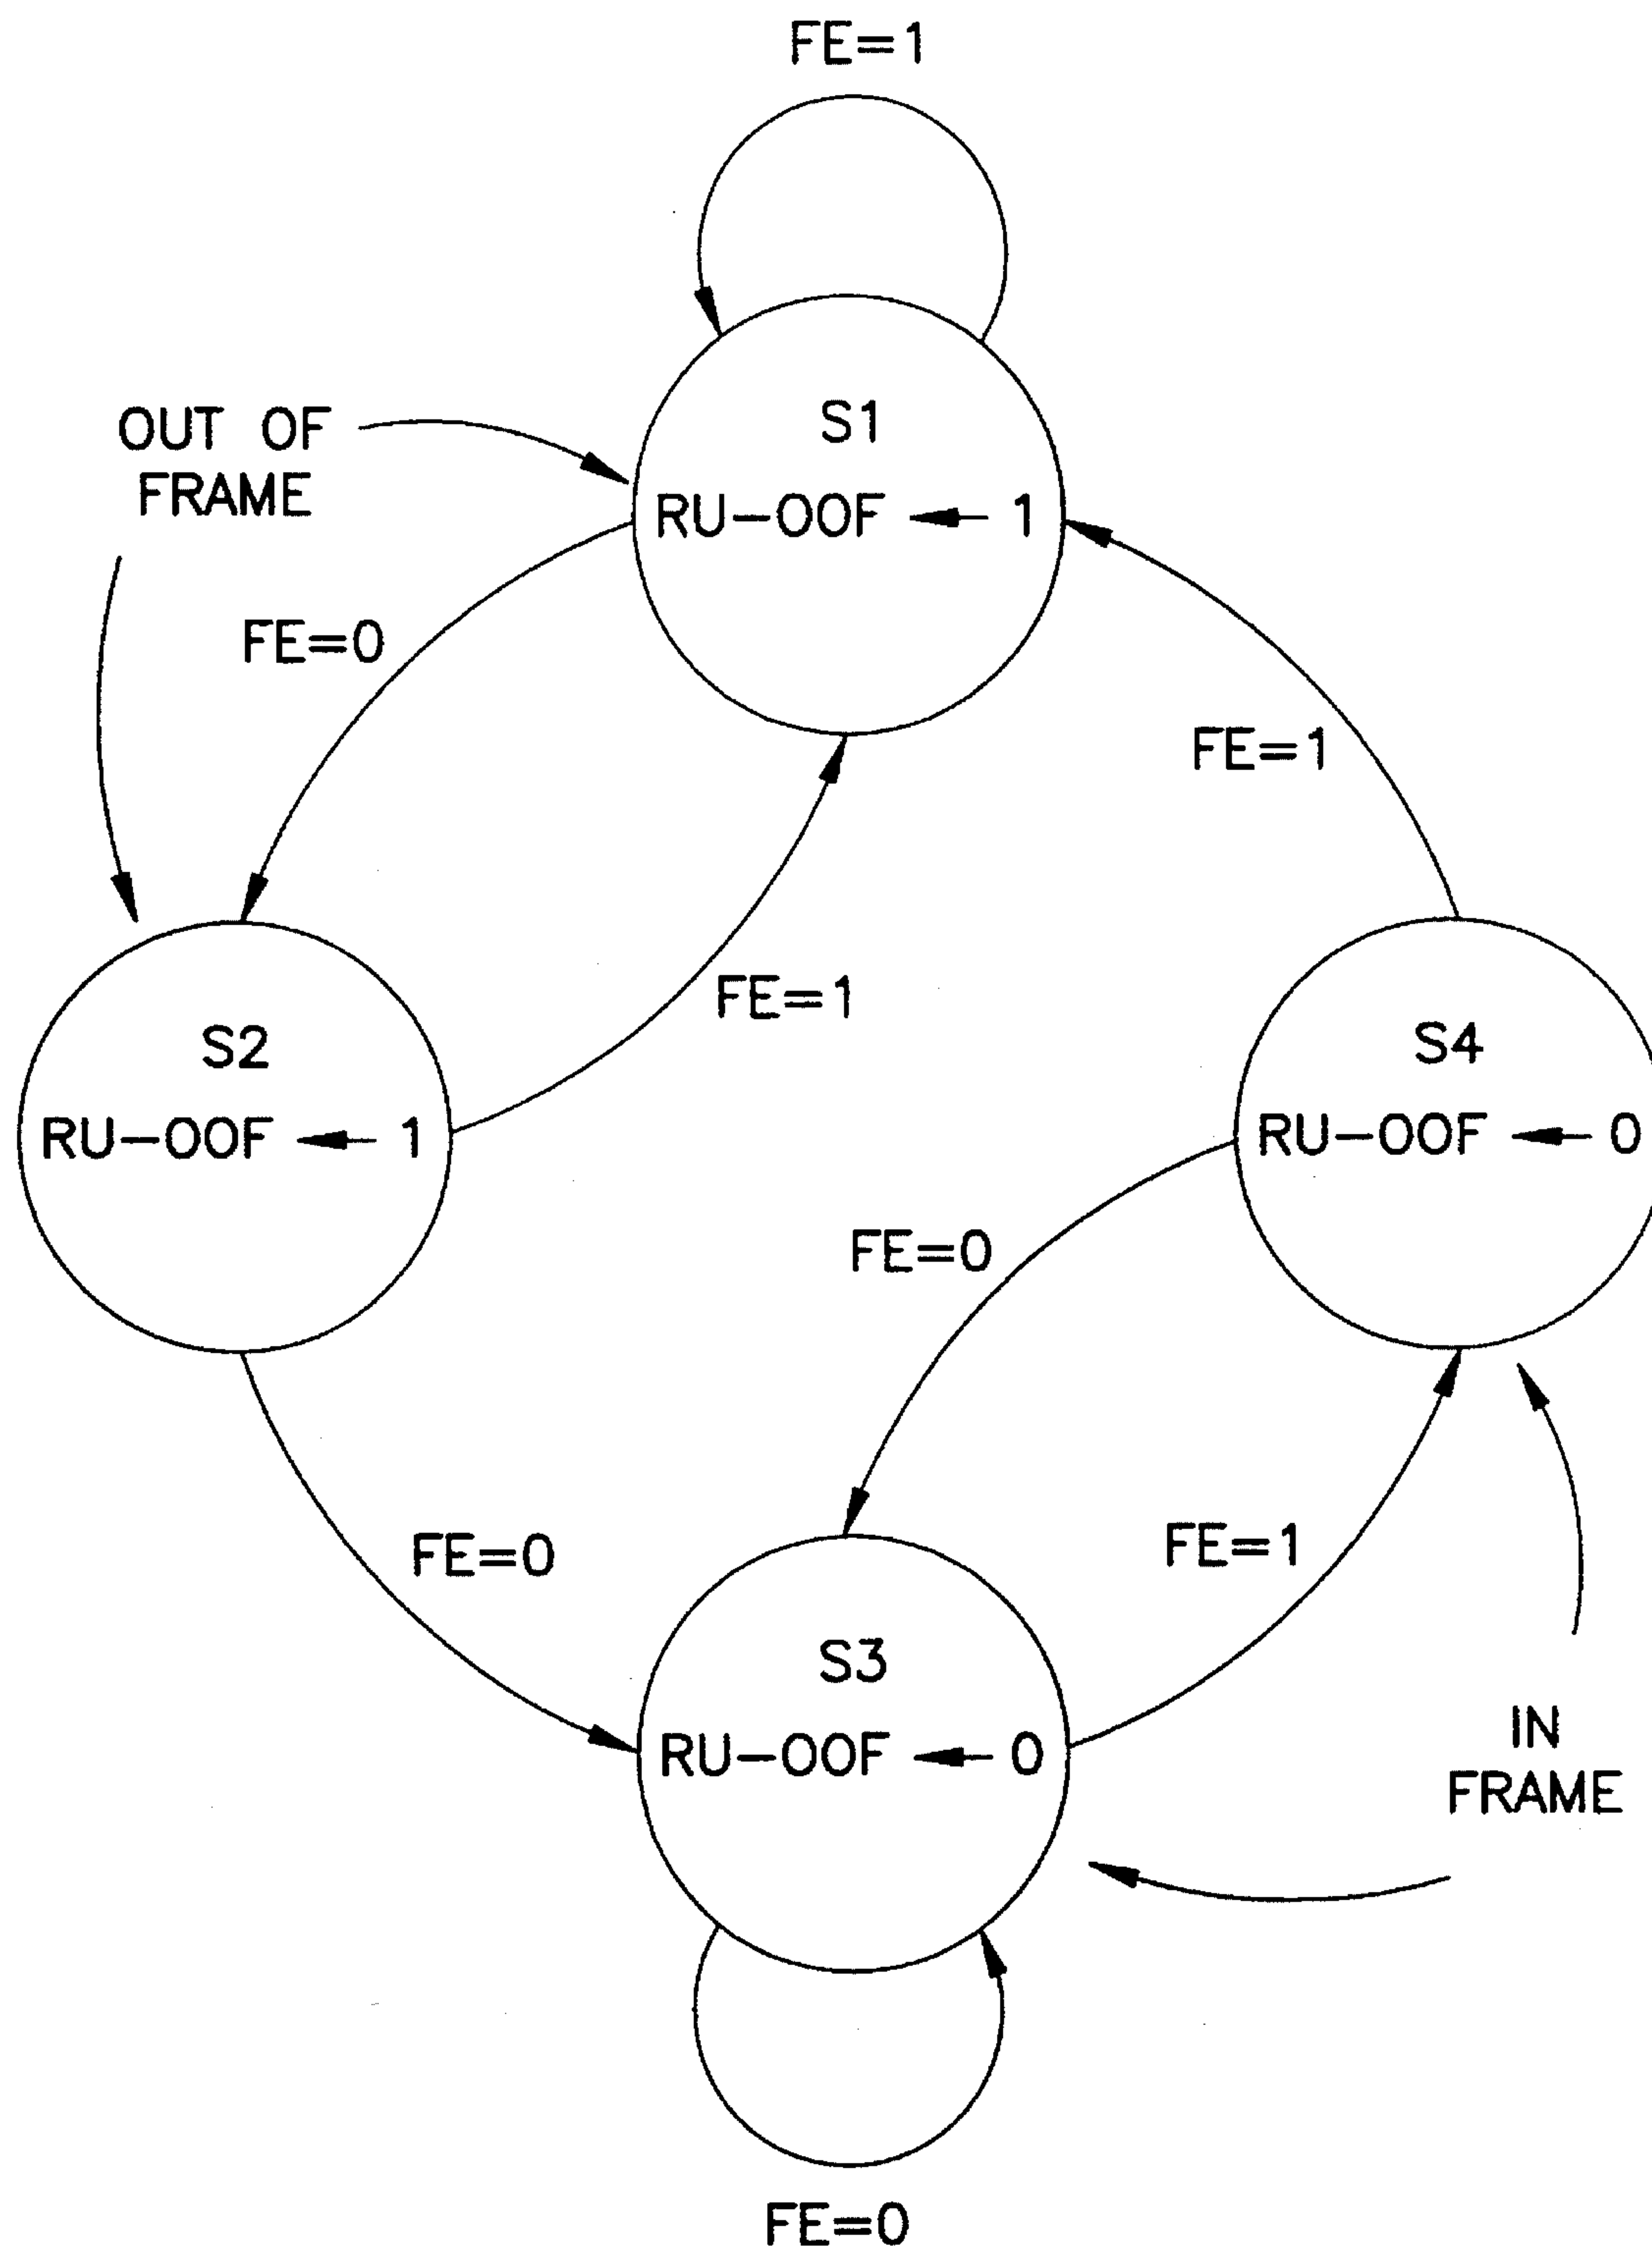 FE=1
OUT OF
FRAME
S1
RU-OOF ← 1
FE=0
FE=1
FE=1
S2
RU-OOF ← 1
S4
RU-OOF ← 0
FE=0
FE=0
FE=1
S3
RU-OOF ← 0
IN
FRAME
FE=0